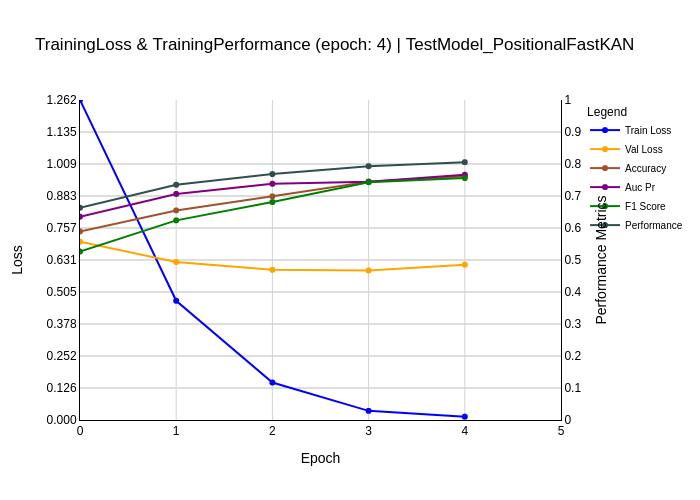 TrainingLoss & TrainingPerformance (epoch: 4) | TestModel_PositionalFastKAN
1.262
1.135
1.009
0.883
0.757
0.631
0.505
0.378
0.252
0.126
0.000
Loss
0
1
2
3
4
5
Epoch
1
0.9
0.8
0.7
0.6
0.5
0.4
0.3
0.2
0.1
0
Performance Metrics
Legend
Train Loss
Val Loss
Accuracy
Auc Pr
F1 Score
Performance